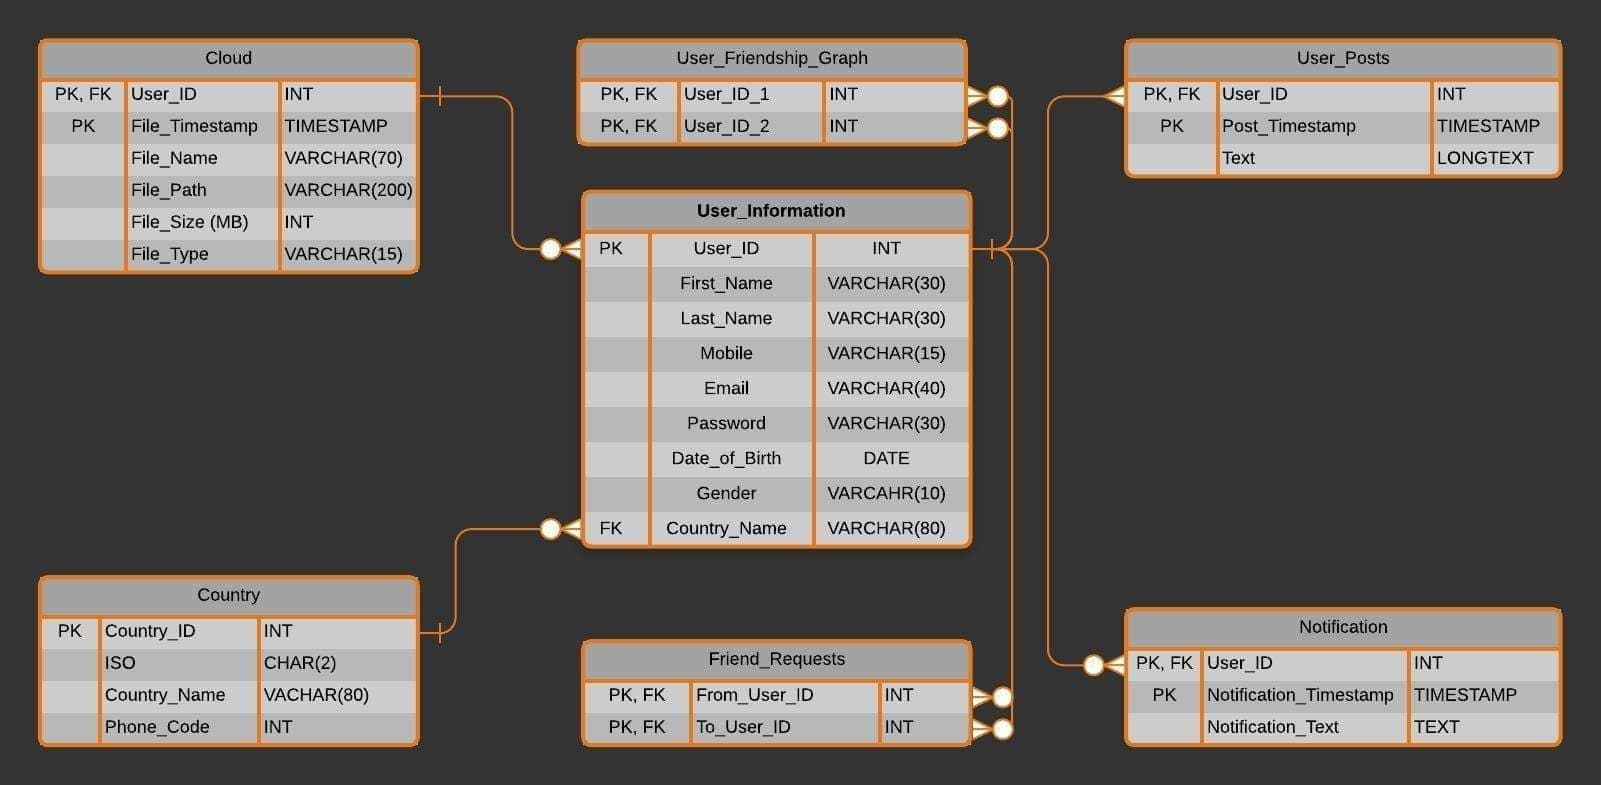 Cloud
PK, FK User_ID INT
PK File_Timestamp TIMESTAMP
File_Name VARCHAR(70)
File_Path VARCHAR(200)
File_Size (MB) INT
File_Type VARCHAR(15)
User_Friendship_Graph
PK, FK User_ID_1 INT
PK, FK User_ID_2 INT
User_Posts
PK, FK User_ID INT
PK Post_Timestamp TIMESTAMP
Text LONGTEXT
User_Information
PK User_ID INT
First_Name VARCHAR(30)
Last_Name VARCHAR(30)
Mobile VARCHAR(15)
Email VARCHAR(40)
Password VARCHAR(30)
Date_of_Birth DATE
Gender VARCAHR(10)
FK Country_Name VARCHAR(80)
Country
PK Country_ID INT
ISO CHAR(2)
Country_Name VACHAR(80)
Phone_Code INT
Friend_Requests
PK, FK From_User_ID INT
PK, FK To_User_ID INT
Notification
PK, FK User_ID INT
PK Notification_Timestamp TIMESTAMP
Notification_Text TEXT